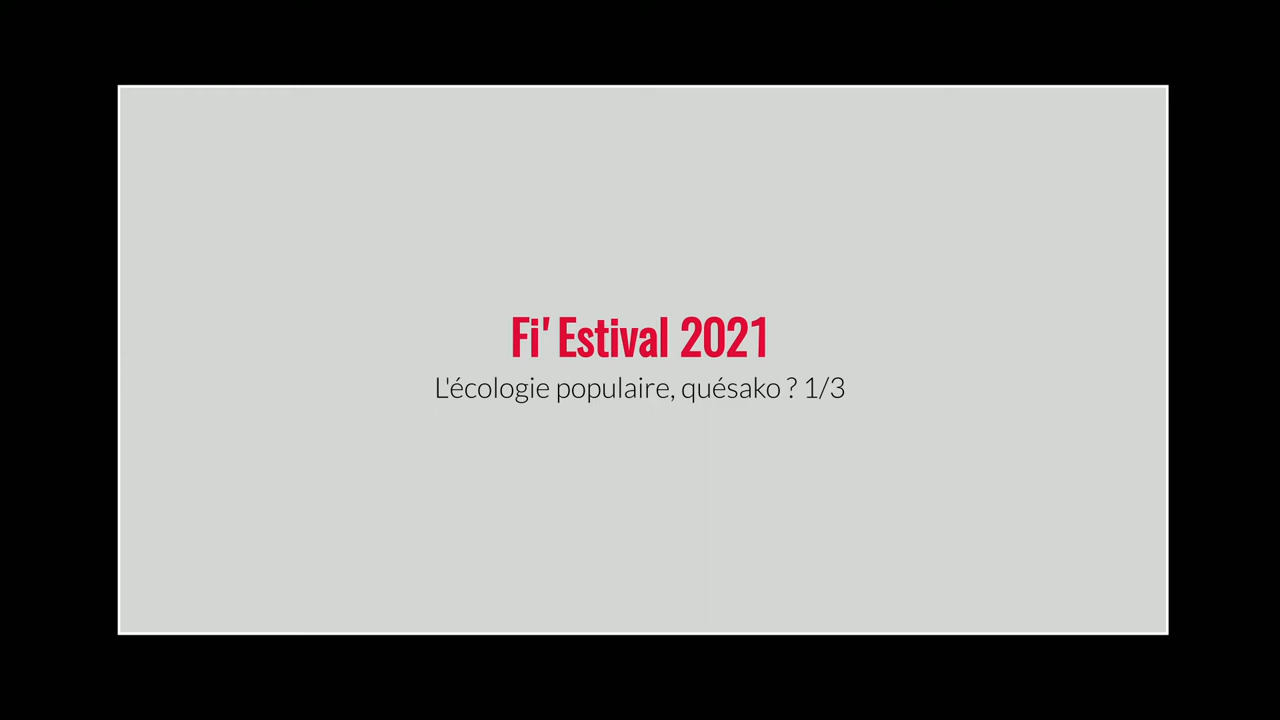 Fi' Estival 2021
L'écologie populaire, quésako ? 1/3